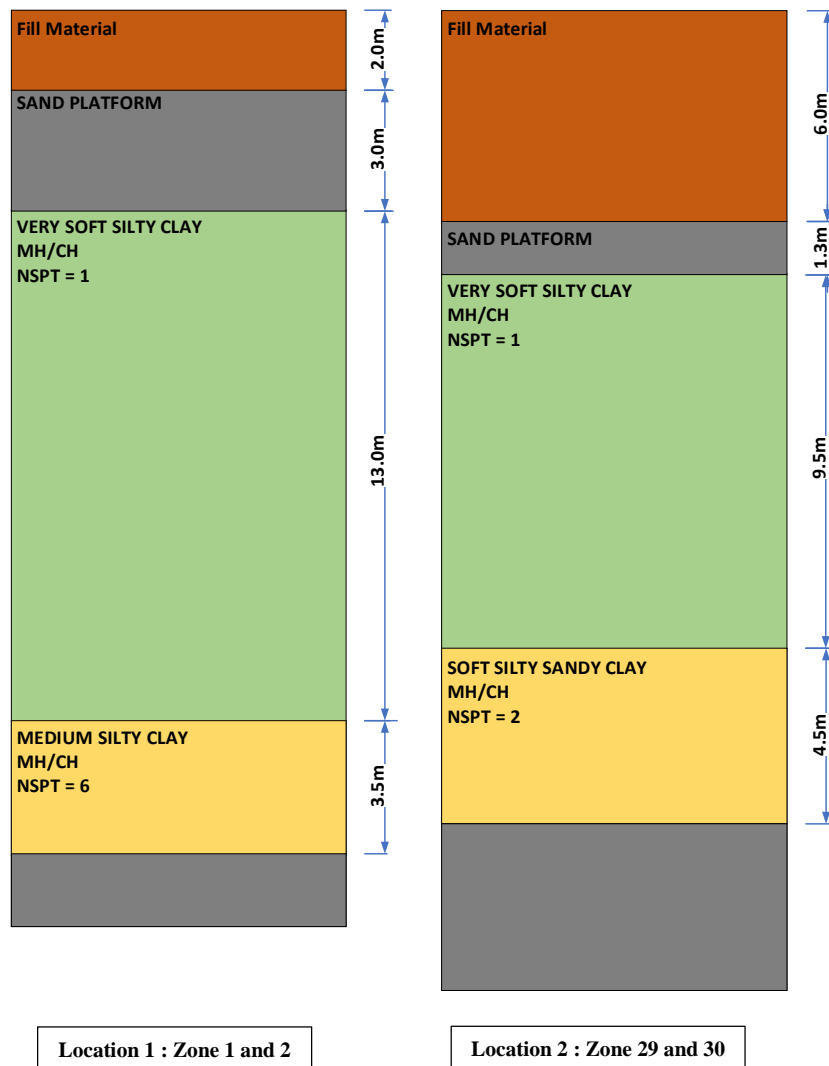 Fill Material
2.0m
SAND PLATFORM
3.0m
VERY SOFT SILTY CLAY
MH/CH
NSPT = 1
13.0m
MEDIUM SILTY CLAY
MH/CH
NSPT = 6
3.5m
Location 1 : Zone 1 and 2
Fill Material
6.0m
SAND PLATFORM
1.3m
VERY SOFT SILTY CLAY
MH/CH
NSPT = 1
9.5m
SOFT SILTY SANDY CLAY
MH/CH
NSPT = 2
4.5m
Location 2 : Zone 29 and 30